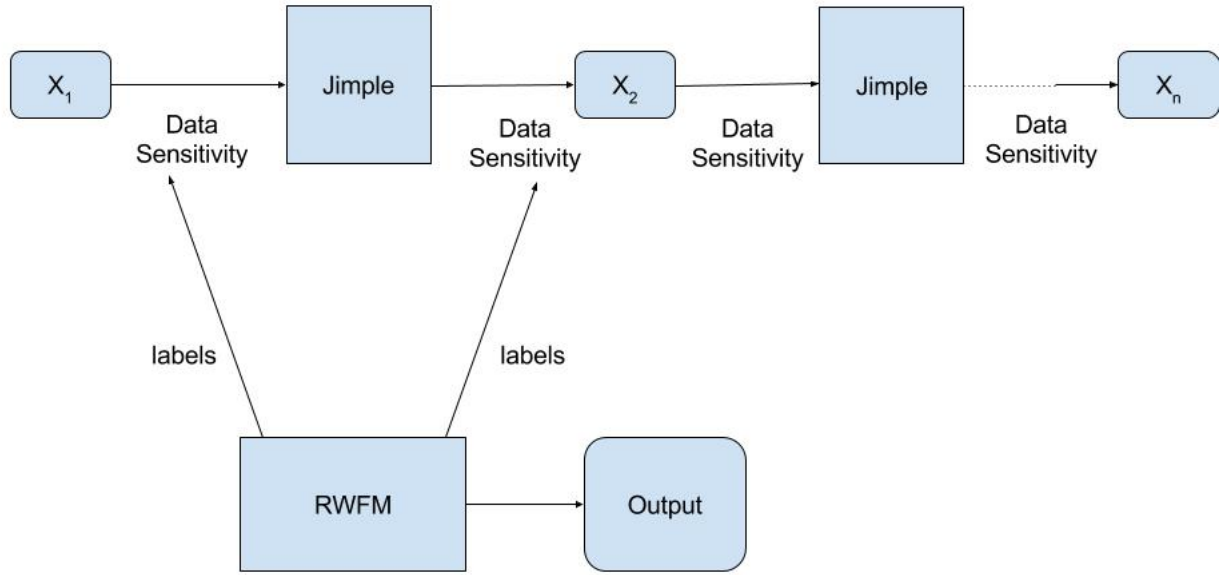 X₁
Jimple
X₂
Jimple
Xₙ
Data
Sensitivity
Data
Sensitivity
Data
Sensitivity
Data
Sensitivity
labels
labels
RWFM
Output